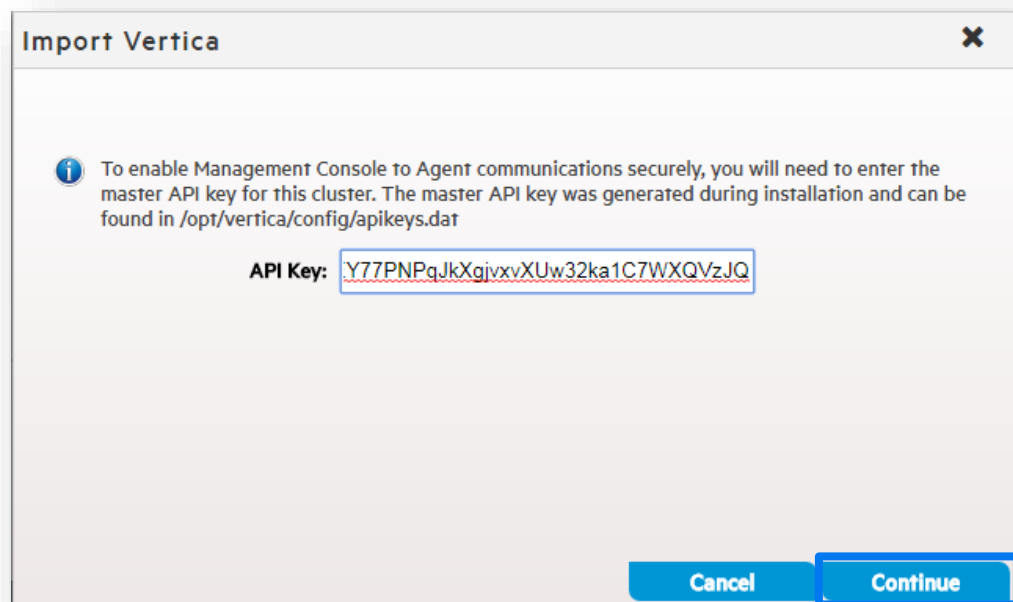 Import Vertica
To enable Management Console to Agent communications securely, you will need to enter the
master API key for this cluster. The master API key was generated during installation and can be
found in /opt/vertica/config/apikeys.dat
API Key: Y77PNPqJkXgjvxvXUw32ka1C7WXQVzJQ
Cancel Continue